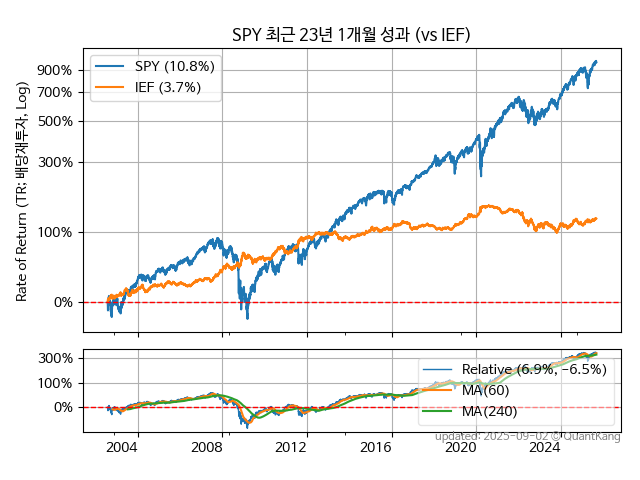 SPY 최근 23년 1개월 성과 (vs IEF)
Rate of Return (TR; 배당재투자, Log)
900%
700%
500%
300%
100%
0%
SPY (10.8%)
IEF (3.7%)
300%
100%
0%
Relative (6.9%, −6.5%)
MA(60)
MA(240)
2004
2008
2012
2016
2020
2024
updated: 2025-09-02 © QuantKang